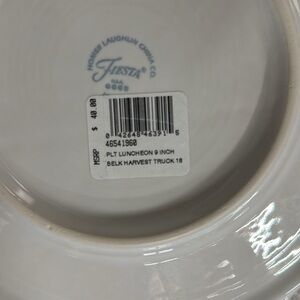 HOMER LAUGHLIN CHINA CO.
Fiesta®
U.S.A.
MSRP $ 40.00
0 42648 46391 5
46541960
PLT LUNCHEON 9 INCH
BELK HARVEST TRUCK 18